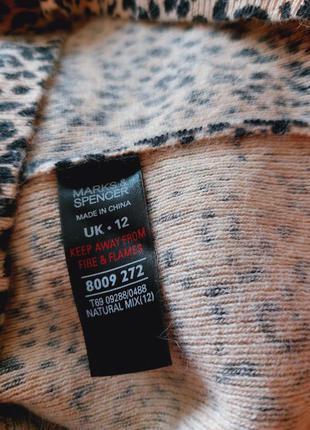 MARKS &
SPENCER
MADE IN CHINA
UK • 12
KEEP AWAY FROM
FIRE & FLAMES
8009 272
T69 09288/0488
NATURAL MIX(12)